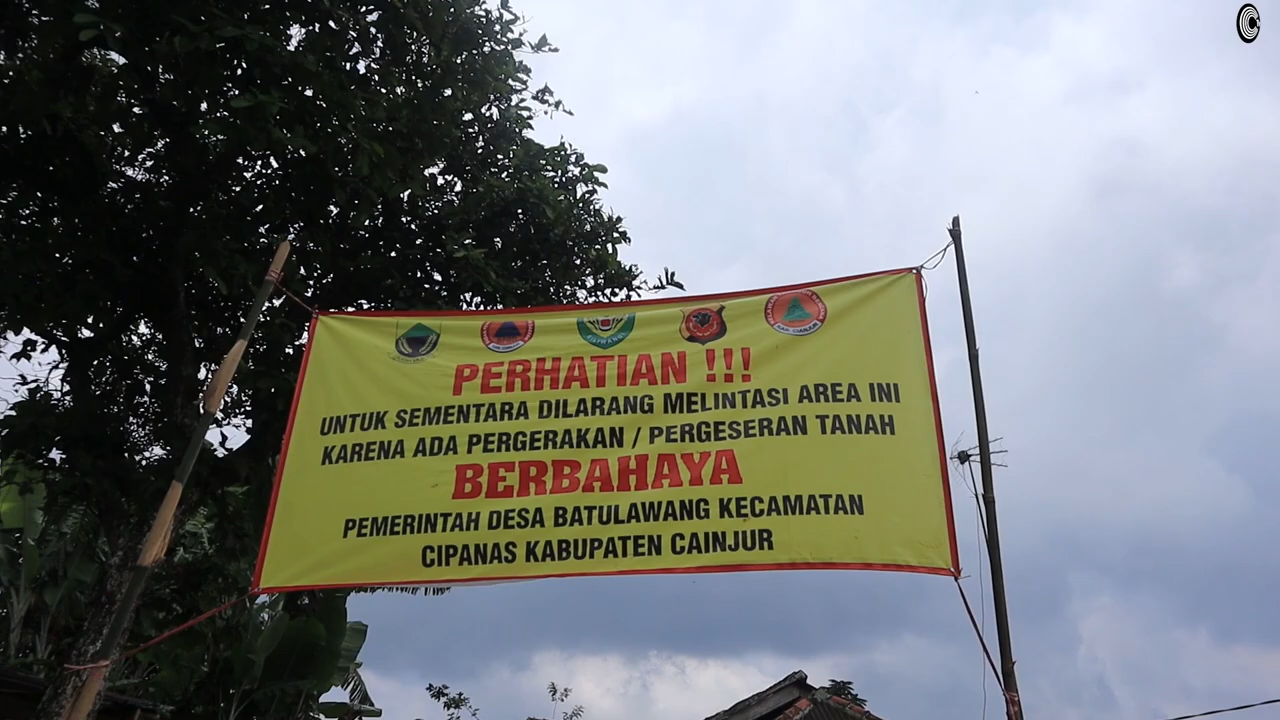 PERHATIAN !!!
UNTUK SEMENTARA DILARANG MELINTASI AREA INI
KARENA ADA PERGERAKAN / PERGESERAN TANAH
BERBAHAYA
PEMERINTAH DESA BATULAWANG KECAMATAN
CIPANAS KABUPATEN CAINJUR